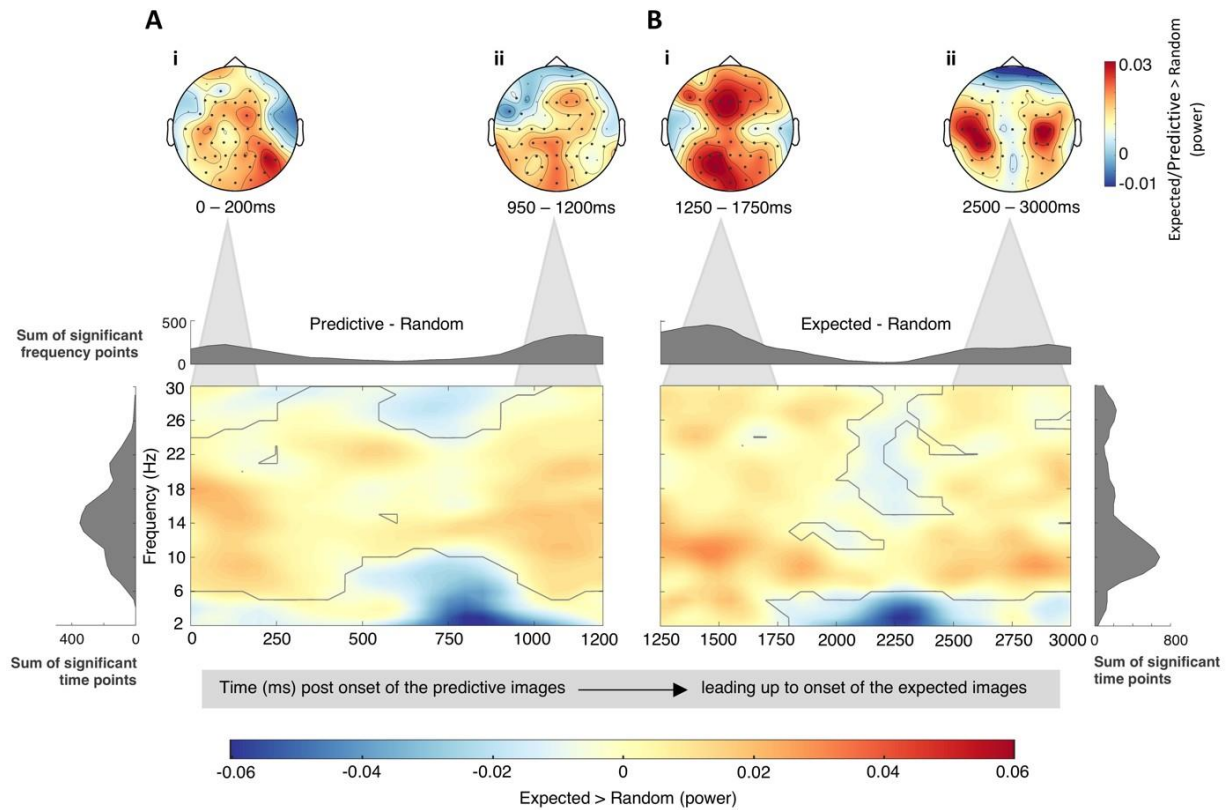 A
B
i
ii
i
ii
0 – 200ms
950 – 1200ms
1250 – 1750ms
2500 – 3000ms
0.03
0
-0.01
Expected/Predictive > Random
(power)
Sum of significant
frequency points
500
0
Predictive - Random
Expected - Random
30
26
22
18
14
10
6
2
Frequency (Hz)
0
250
500
750
1000
1200
1250
1500
1750
2000
2250
2500
2750
3000
400
0
Sum of significant
time points
0
800
Sum of significant
time points
Time (ms) post onset of the predictive images
leading up to onset of the expected images
-0.06
-0.04
-0.02
0
0.02
0.04
0.06
Expected > Random (power)